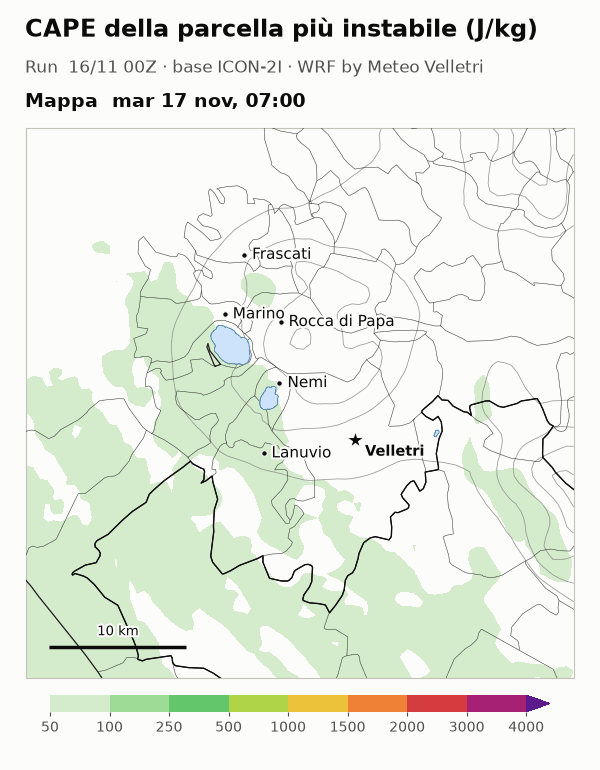 CAPE della parcella più instabile (J/kg)
Run  16/11 00Z · base ICON-2I · WRF by Meteo Velletri
Mappa  mar 17 nov, 07:00
Frascati
Marino
Rocca di Papa
Nemi
Velletri
Lanuvio
10 km
50 100 250 500 1000 1500 2000 3000 4000